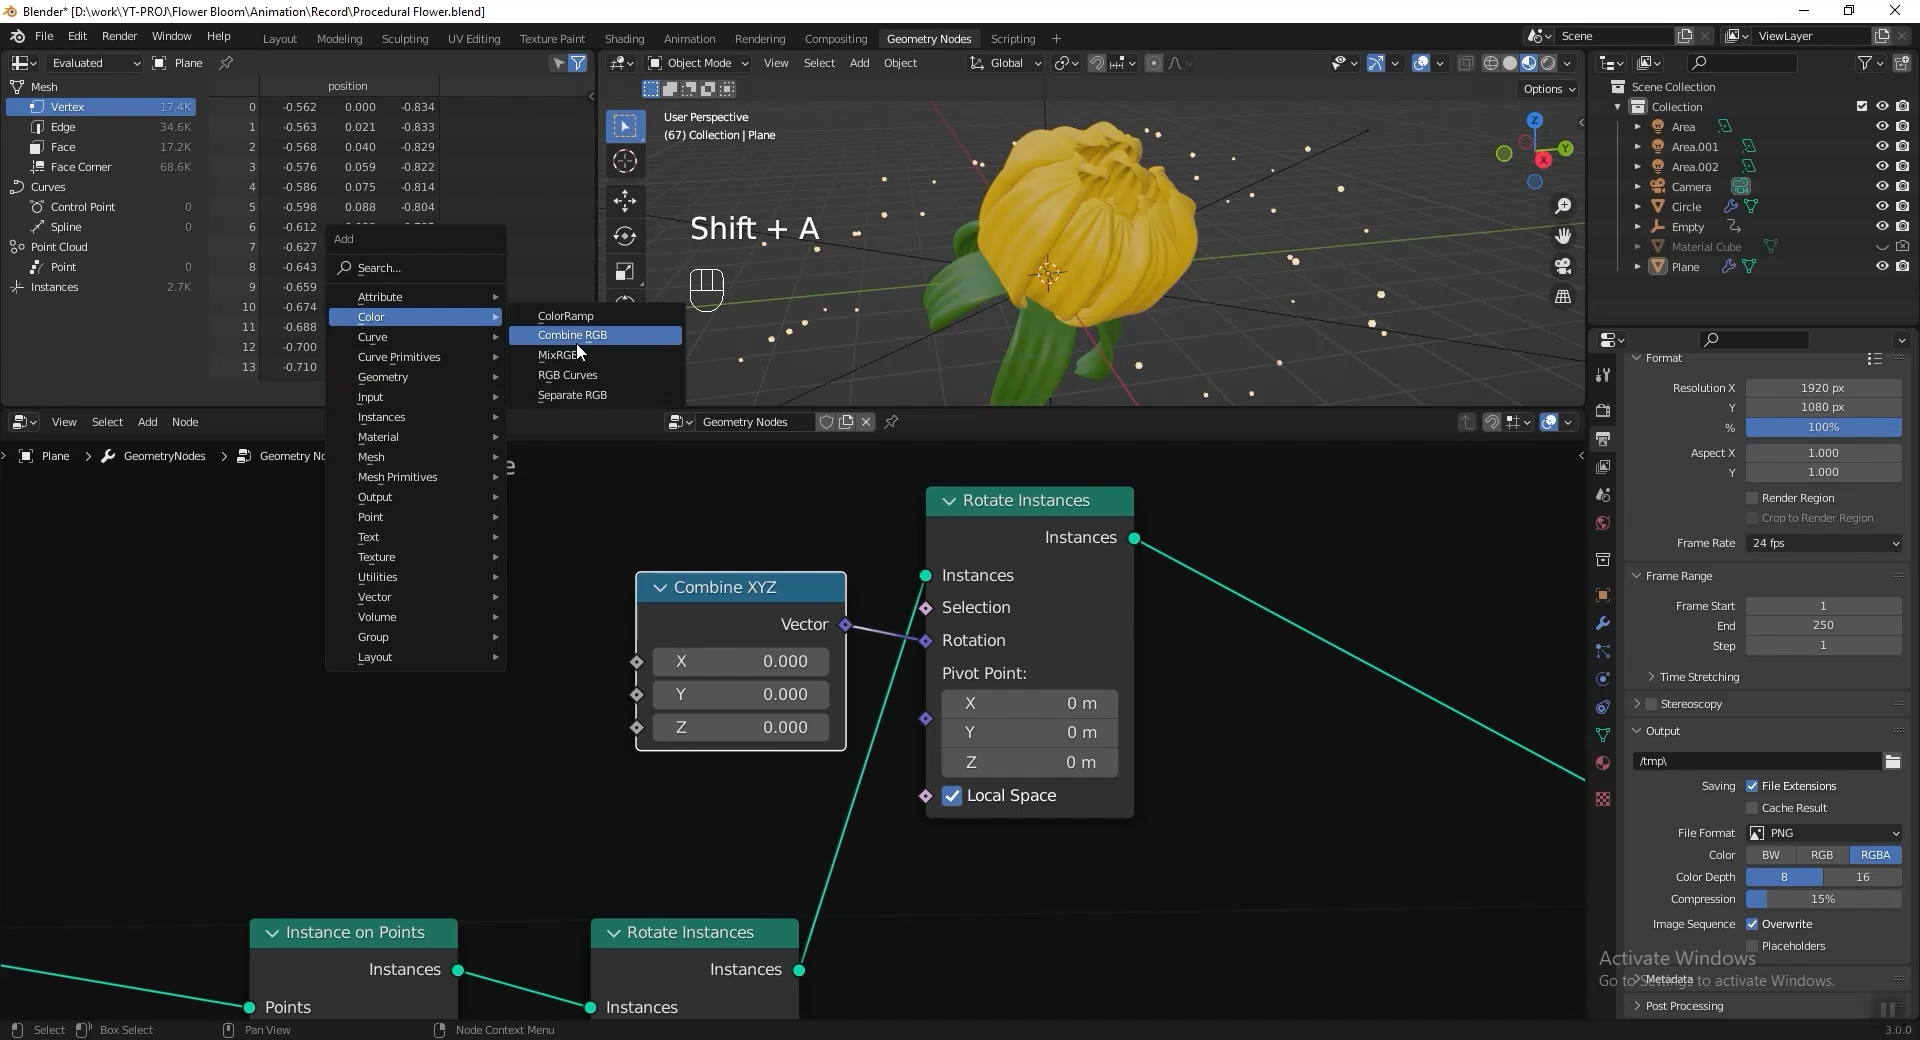 Blender* [D:\work\YT-PROJ\Flower Bloom\Animation\Record\Procedural Flower.blend]
File Edit Render Window Help Layout Modeling Sculpting UV Editing Texture Paint Shading Animation Rendering Compositing Geometry Nodes Scripting + Scene ViewLayer
Evaluated Plane
Object Mode View Select Add Object Global
Options
Mesh position
Vertex 17.4K 0 -0.562 0.000 -0.834
Edge 34.6K 1 -0.563 0.021 -0.833
Face 17.2K 2 -0.568 0.040 -0.829
Face Corner 68.6K 3 -0.576 0.059 -0.822
Curves 4 -0.586 0.075 -0.814
Control Point 0 5 -0.598 0.088 -0.804
Spline 0 6 -0.612
Point Cloud 7 -0.627
Point 0 8 -0.643
Instances 2.7K 9 -0.659
10 -0.674
11 -0.688
12 -0.700
13 -0.710
User Perspective
(67) Collection | Plane
Shift + A
Z
Y
X
Scene Collection
Collection
Area
Area.001
Area.002
Camera
Circle
Empty
Material Cube
Plane
Add
Search...
Attribute
Color
Curve
Curve Primitives
Geometry
Input
Instances
Material
Mesh
Mesh Primitives
Output
Point
Text
Texture
Utilities
Vector
Volume
Group
Layout
ColorRamp
Combine RGB
MixRGB
RGB Curves
Separate RGB
View Select Add Node Geometry Nodes
Plane GeometryNodes Geometry No
e
Combine XYZ
Vector
X 0.000
Y 0.000
Z 0.000
Rotate Instances
Instances
Instances
Selection
Rotation
Pivot Point:
X 0 m
Y 0 m
Z 0 m
Local Space
Instance on Points
Instances
Points
Rotate Instances
Instances
Instances
Format
Resolution X 1920 px
Y 1080 px
% 100%
Aspect X 1.000
Y 1.000
Render Region
Crop to Render Region
Frame Rate 24 fps
Frame Range
Frame Start 1
End 250
Step 1
Time Stretching
Stereoscopy
Output
/tmp\
Saving File Extensions
Cache Result
File Format PNG
Color BW RGB RGBA
Color Depth 8 16
Compression 15%
Image Sequence Overwrite
Placeholders
Metadata
Post Processing
Activate Windows
Go to Settings to activate Windows.
Select Box Select Pan View Node Context Menu 3.0.0